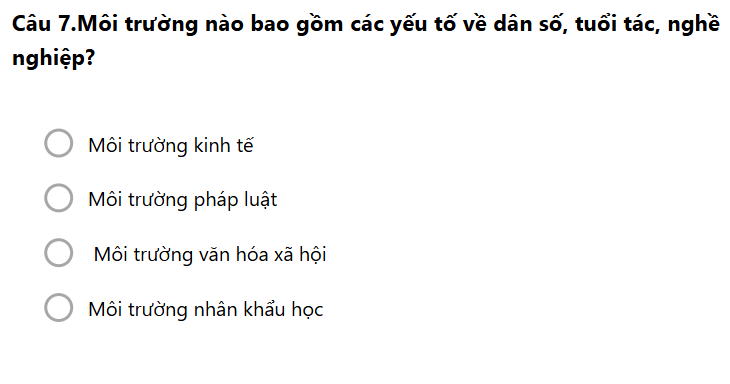 Câu 7.Môi trường nào bao gồm các yếu tố về dân số, tuổi tác, nghề
nghiệp?
Môi trường kinh tế
Môi trường pháp luật
Môi trường văn hóa xã hội
Môi trường nhân khẩu học